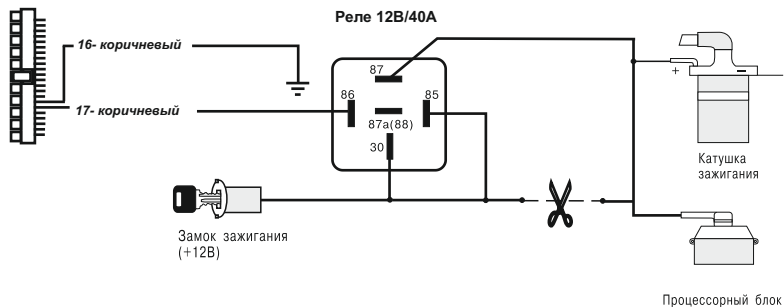 Реле 12В/40А
16- коричневый
87
17- коричневый
86
85
87а(88)
30
+
−
Катушка
зажигания
Замок зажигания
(+12В)
Процессорный блок